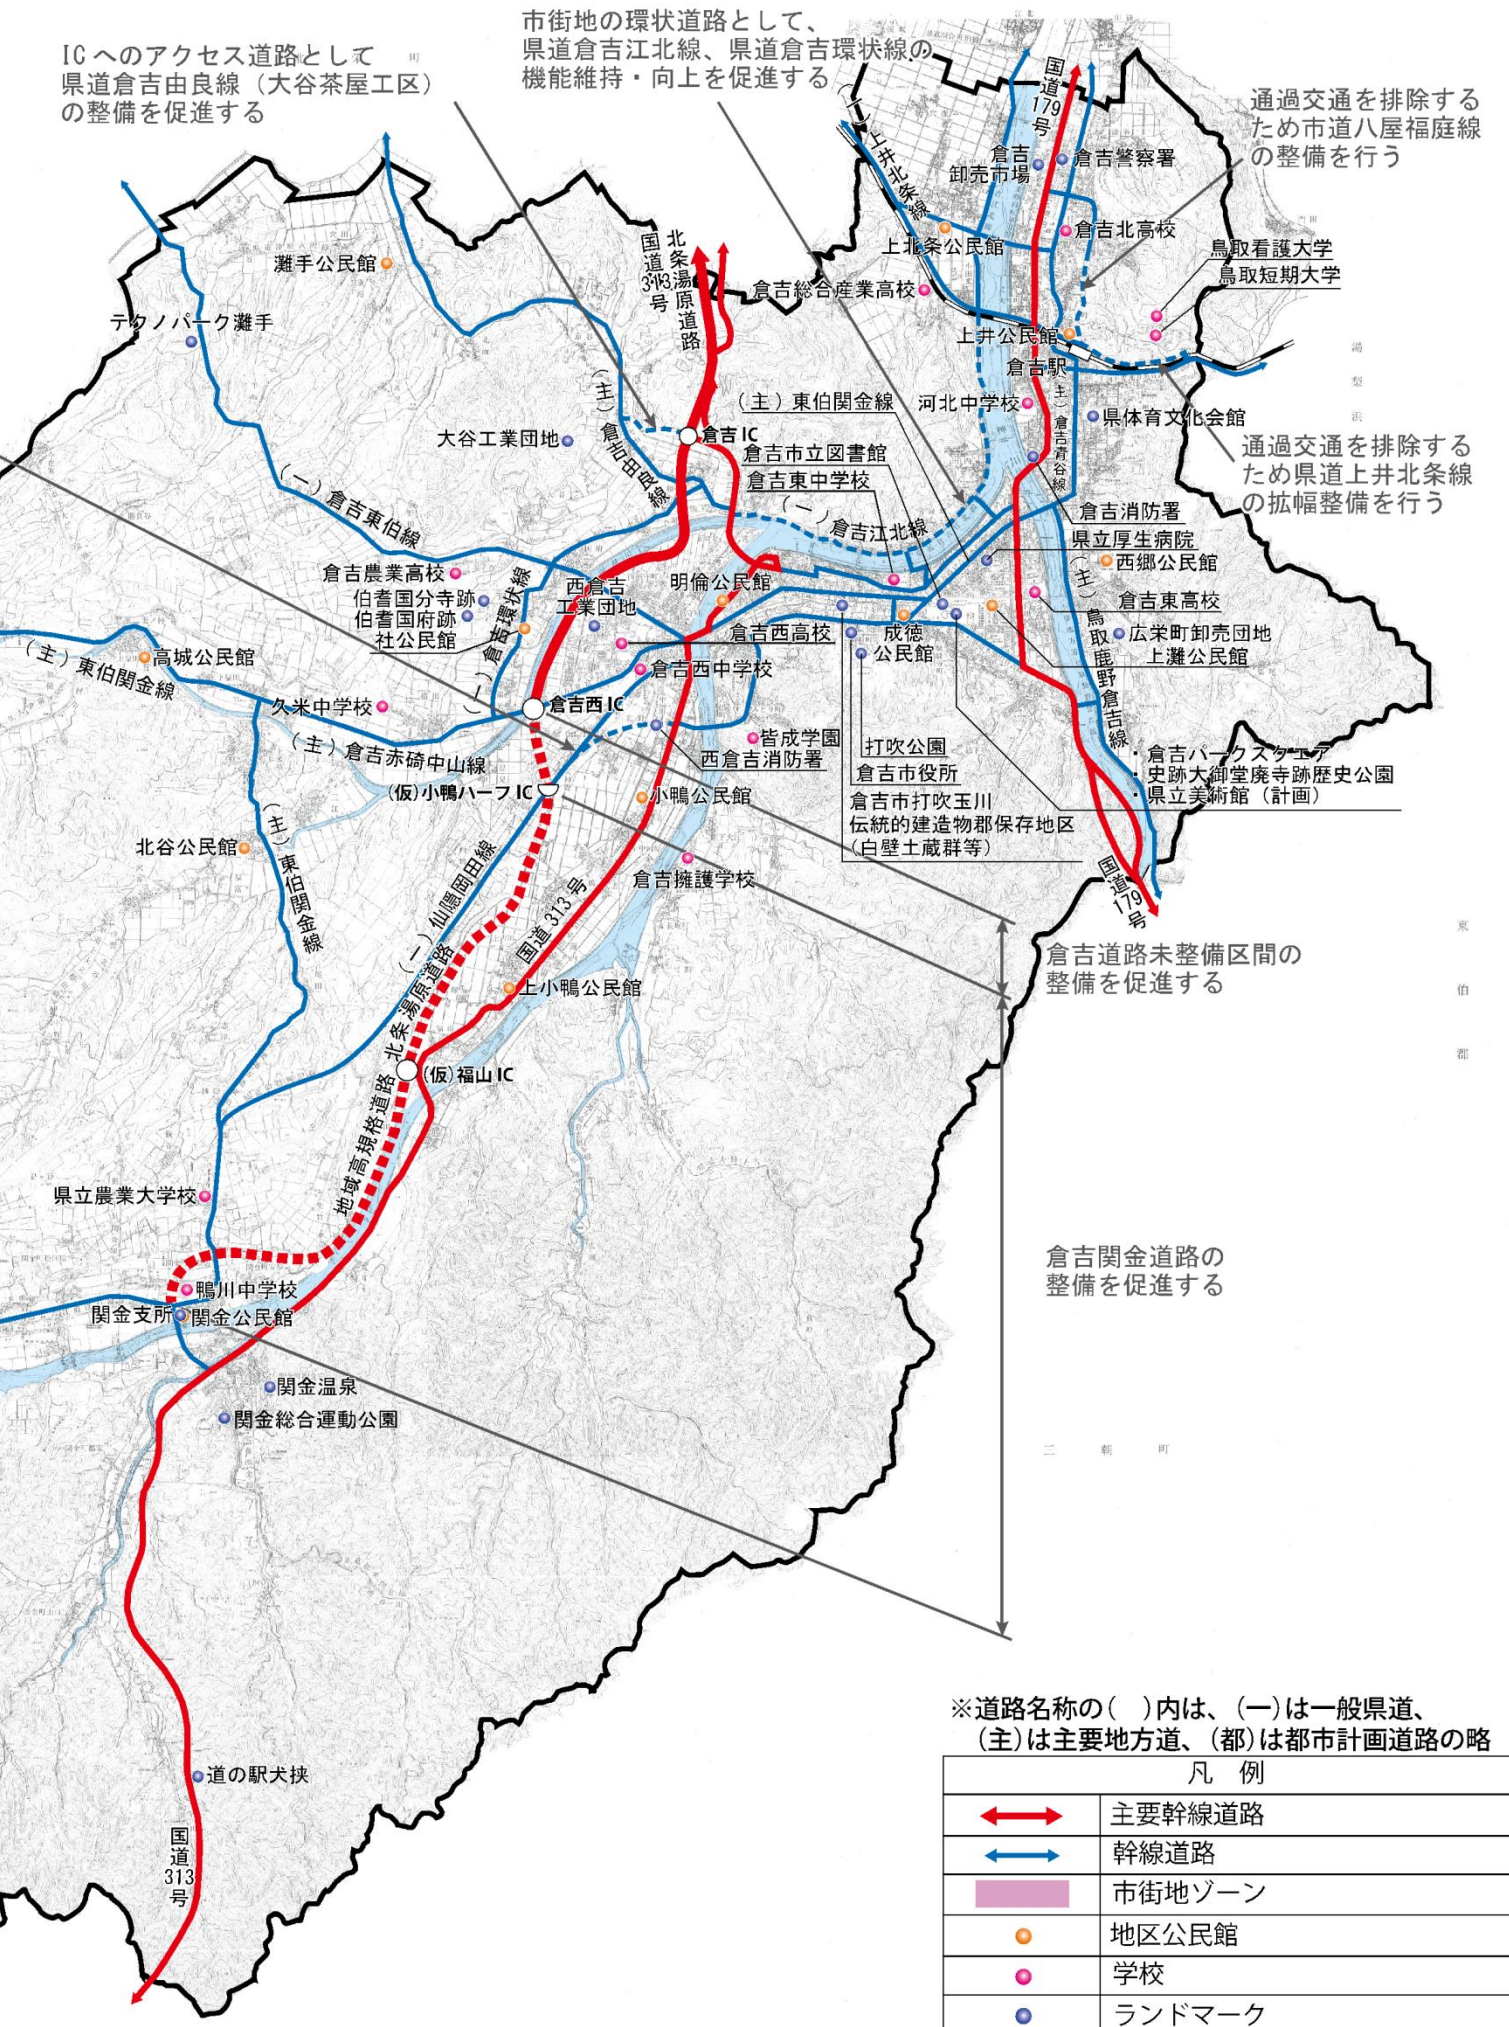 市街地の環状道路として、
県道倉吉江北線、県道倉吉環状線の
機能維持・向上を促進する
ICへのアクセス道路として
県道倉吉由良線（大谷茶屋工区）
の整備を促進する
通過交通を排除する
ため市道八屋福庭線
の整備を行う
国道179号
（一）上井北条線
倉吉
卸売市場
倉吉警察署
上北条公民館
倉吉北高校
鳥取看護大学
鳥取短期大学
灘手公民館
国道313号
北条湯原道路
倉吉総合産業高校
テクノパーク灘手
上井公民館
倉吉駅
湯
梨
浜
（主）倉吉由良線
（主）東伯関金線
河北中学校
（主）倉吉青谷線
県体育文化会館
大谷工業団地
倉吉IC
倉吉市立図書館
倉吉東中学校
通過交通を排除する
ため県道上井北条線
の拡幅整備を行う
（一）倉吉東伯線
（一）倉吉江北線
倉吉消防署
県立厚生病院
西郷公民館
倉吉農業高校
伯耆国分寺跡
伯耆国府跡
社公民館
（一）倉吉環状線
西倉吉
工業団地
明倫公民館
倉吉東高校
（主）鳥取鹿野倉吉線
倉吉西高校
成徳
公民館
広栄町卸売団地
上灘公民館
（主）東伯関金線
高城公民館
倉吉西中学校
久米中学校
倉吉西IC
（主）倉吉赤碕中山線
皆成学園
西倉吉消防署
打吹公園
倉吉市役所
・倉吉パークスクエア
・史跡大御堂廃寺跡歴史公園
・県立美術館（計画）
(仮)小鴨ハーフIC
小鴨公民館
倉吉市打吹玉川
伝統的建造物郡保存地区
（白壁土蔵群等）
北谷公民館
（主）東伯関金線
（一）仙隠岡田線
倉吉擁護学校
国道179号
国道313号
上小鴨公民館
倉吉道路未整備区間の
整備を促進する
東
伯
郡
地域高規格道路 北条湯原道路
(仮)福山IC
県立農業大学校
倉吉関金道路の
整備を促進する
鴨川中学校
関金支所
関金公民館
関金温泉
関金総合運動公園
三 朝 町
道の駅犬挟
国道313号
※道路名称の(　)内は、(一)は一般県道、
(主)は主要地方道、(都)は都市計画道路の略
凡　例
主要幹線道路
幹線道路
市街地ゾーン
地区公民館
学校
ランドマーク